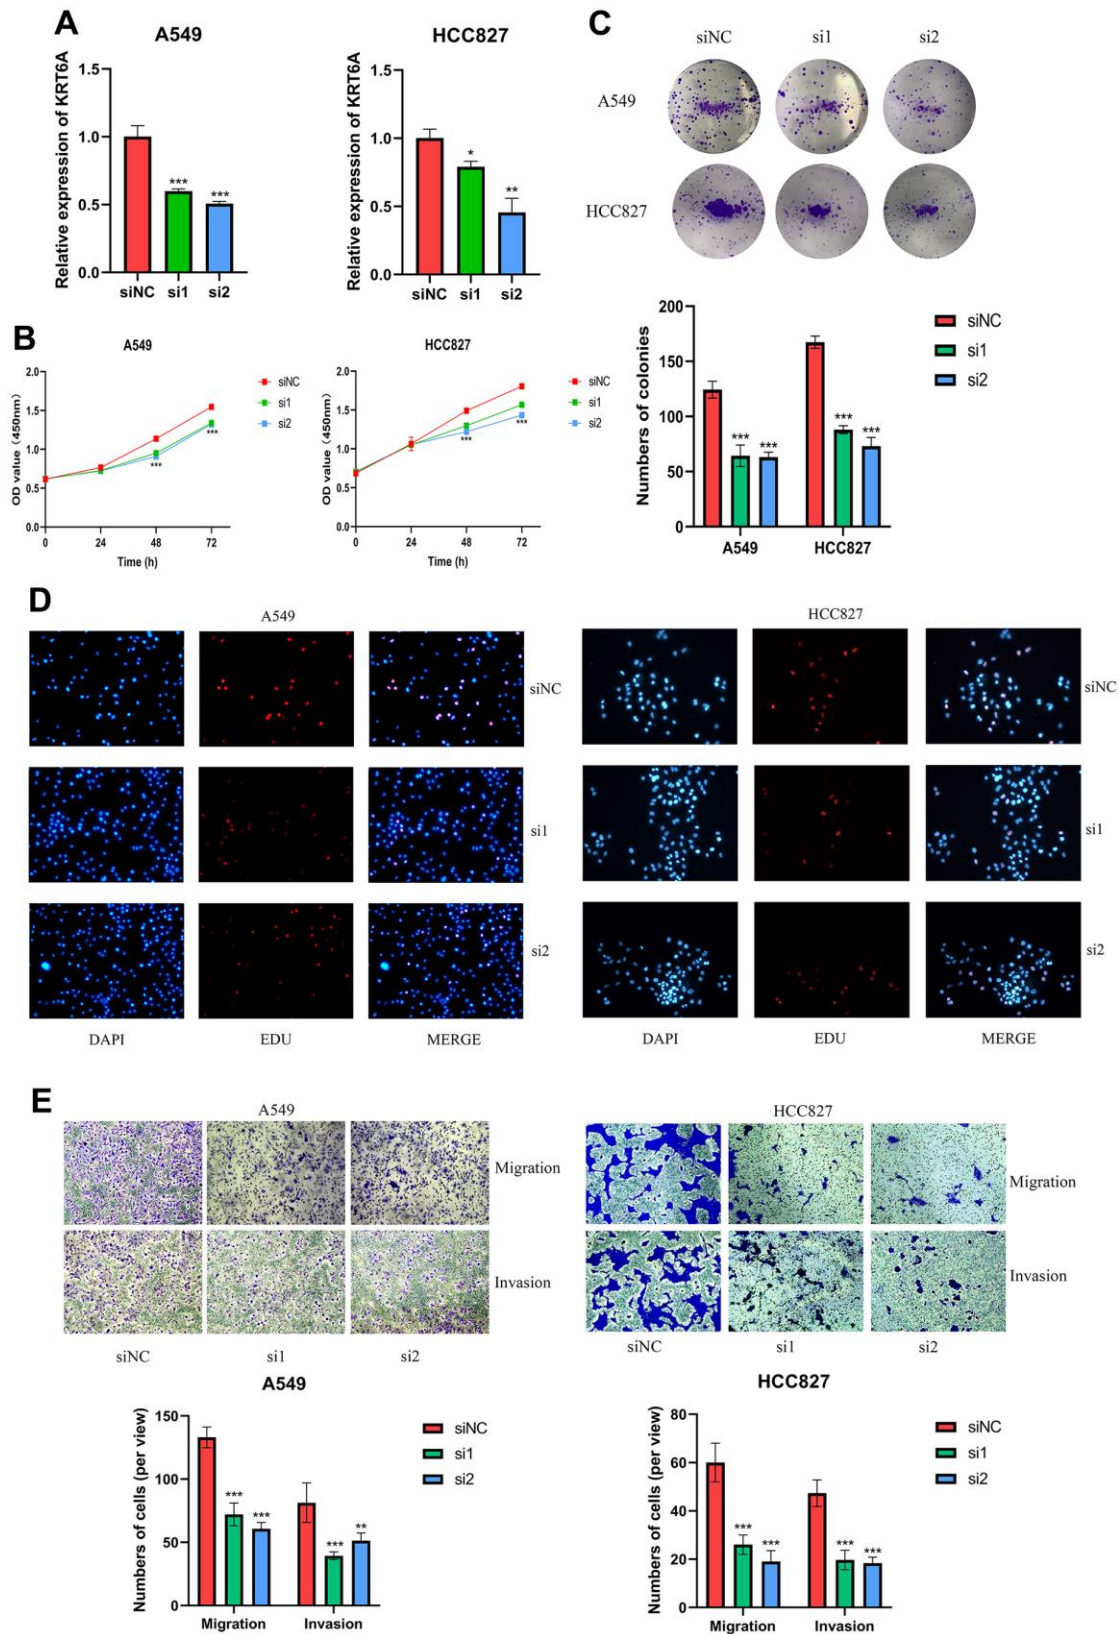 A
A549
Relative expression of KRT6A
1.5
1.0
0.5
0.0
***
***
siNC si1 si2
HCC827
Relative expression of KRT6A
1.5
1.0
0.5
0.0
*
**
siNC si1 si2
B
A549
OD value (450nm)
2.0
1.5
1.0
0.5
0.0
***
***
0 24 48 72
Time (h)
siNC
si1
si2
HCC827
OD value (450nm)
2.0
1.5
1.0
0.5
0.0
***
***
0 24 48 72
Time (h)
siNC
si1
si2
C
siNC si1 si2
A549
HCC827
Numbers of colonies
200
150
100
50
0
*** ***
*** ***
A549 HCC827
siNC
si1
si2
D
A549
siNC
si1
si2
DAPI EDU MERGE
HCC827
siNC
si1
si2
DAPI EDU MERGE
E
A549
Migration
Invasion
siNC si1 si2
HCC827
Migration
Invasion
siNC si1 si2
A549
Numbers of cells (per view)
150
100
50
0
*** ***
*** **
Migration Invasion
siNC
si1
si2
HCC827
Numbers of cells (per view)
80
60
40
20
0
*** ***
*** ***
Migration Invasion
siNC
si1
si2